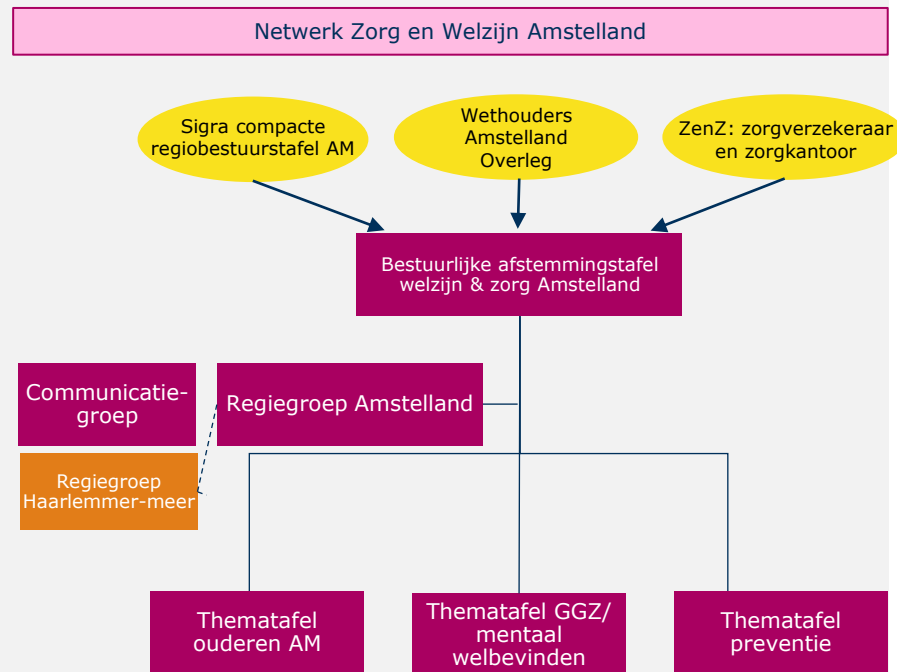 Netwerk Zorg en Welzijn Amstelland
Sigra compacte
regiobestuurstafel AM
Wethouders
Amstelland
Overleg
ZenZ: zorgverzekeraar
en zorgkantoor
Bestuurlijke afstemmingstafel
welzijn & zorg Amstelland
Communicatie-
groep
Regiegroep Amstelland
Regiegroep
Haarlemmer-meer
Thematafel
ouderen AM
Thematafel GGZ/
mentaal
welbevinden
Thematafel
preventie